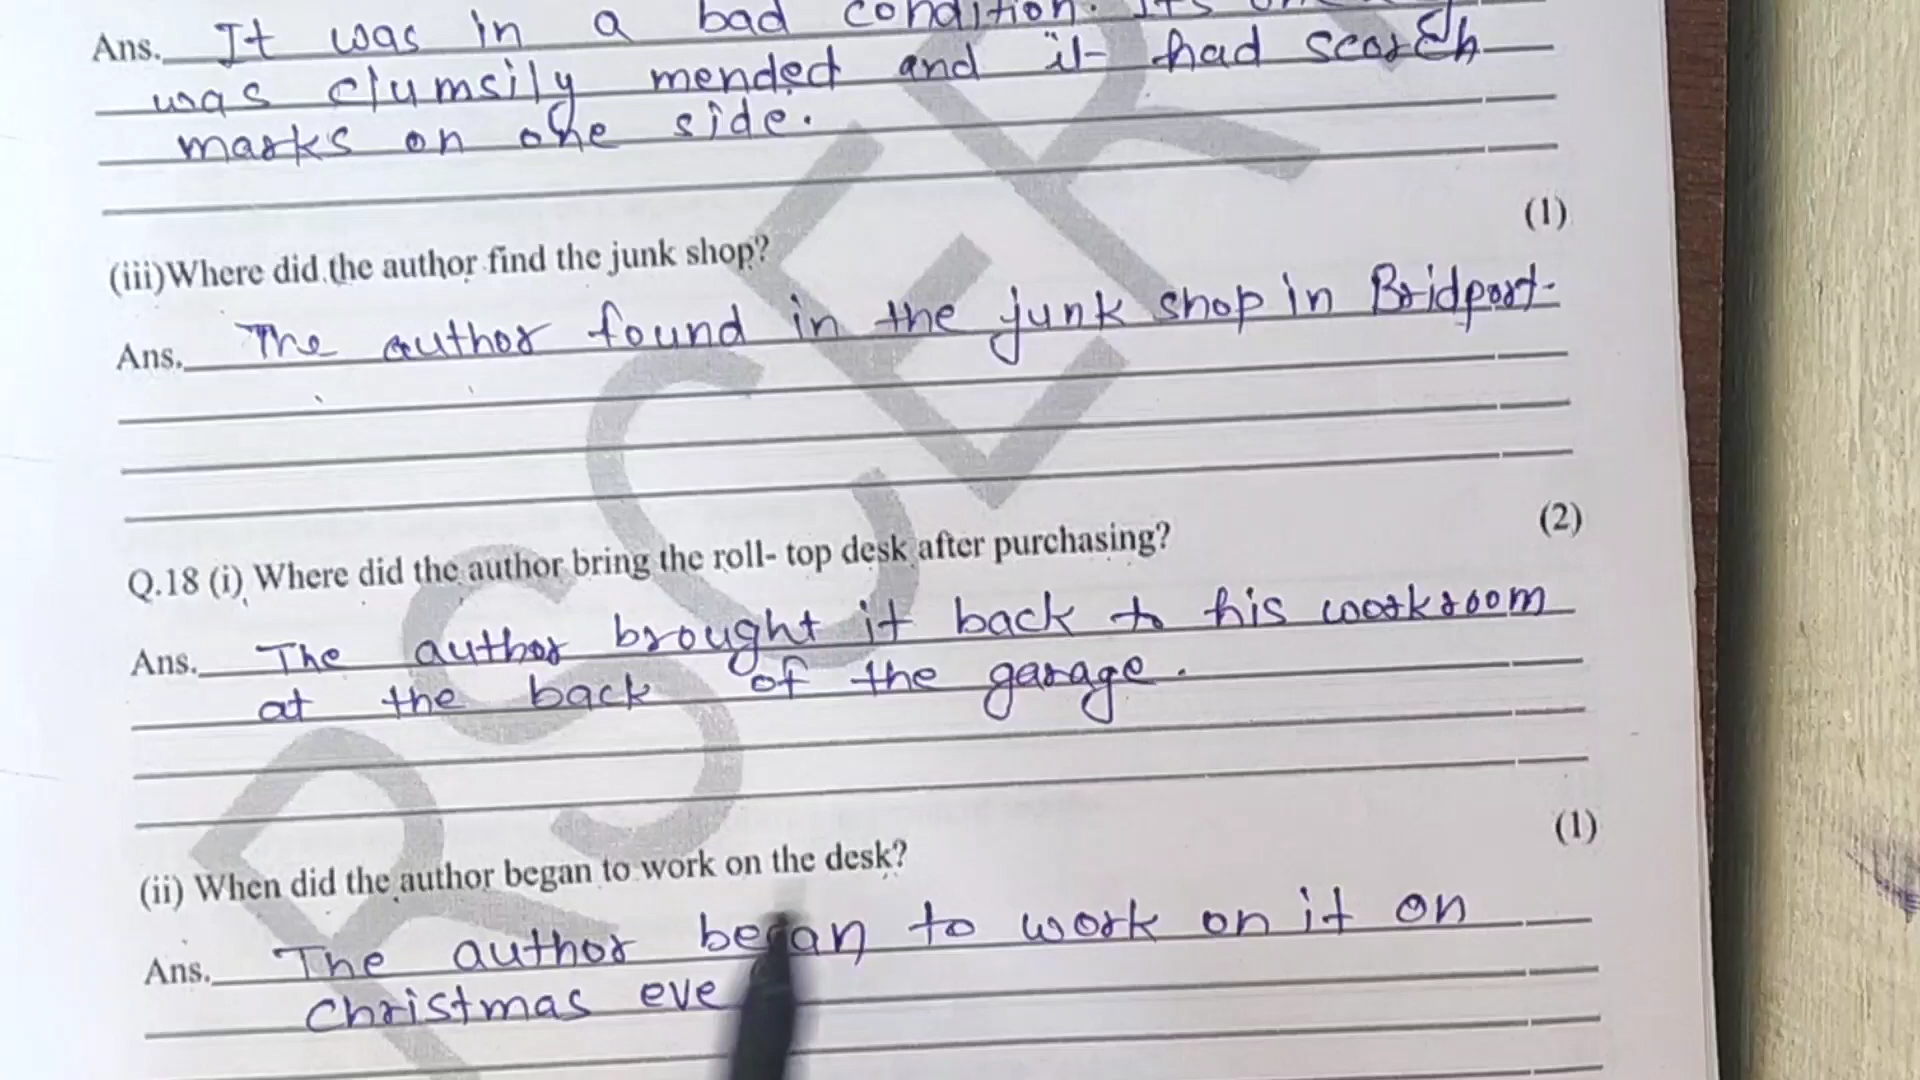 Ans. It was in a bad condition. Its
was clumsily mended and it had scorch
marks on one side.
(1)
(iii)Where did the author find the junk shop?
Ans. The author found in the junk shop in Bridport.
(2)
Q.18 (i) Where did the author bring the roll- top desk after purchasing?
Ans. The author brought it back to his workroom
at the back of the garage.
(1)
(ii) When did the author began to work on the desk?
Ans. The author began to work on it on
Christmas eve
RSCER